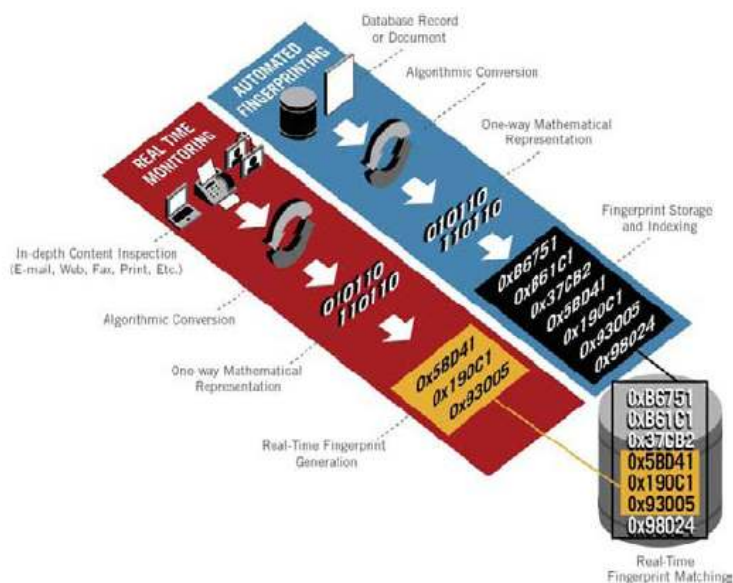 Database Record
or Document
Algorithmic Conversion
One-way Mathematical
Representation
Fingerprint Storage
and Indexing
AUTOMATED
FINGERPRINTING
010110
110110
0xB6751
0xB61C1
0x37CB2
0x5BD41
0x190C1
0x93005
0x98024
REAL TIME
MONITORING
In-depth Content Inspection
(E-mail, Web, Fax, Print, Etc.)
Algorithmic Conversion
010110
110110
One-way Mathematical
Representation
0x5BD41
0x190C1
0x93005
Real-Time Fingerprint
Generation
0xB6751
0xB61C1
0x37CB2
0x5BD41
0x190C1
0x93005
0x98024
Real-Time
Fingerprint Matchings